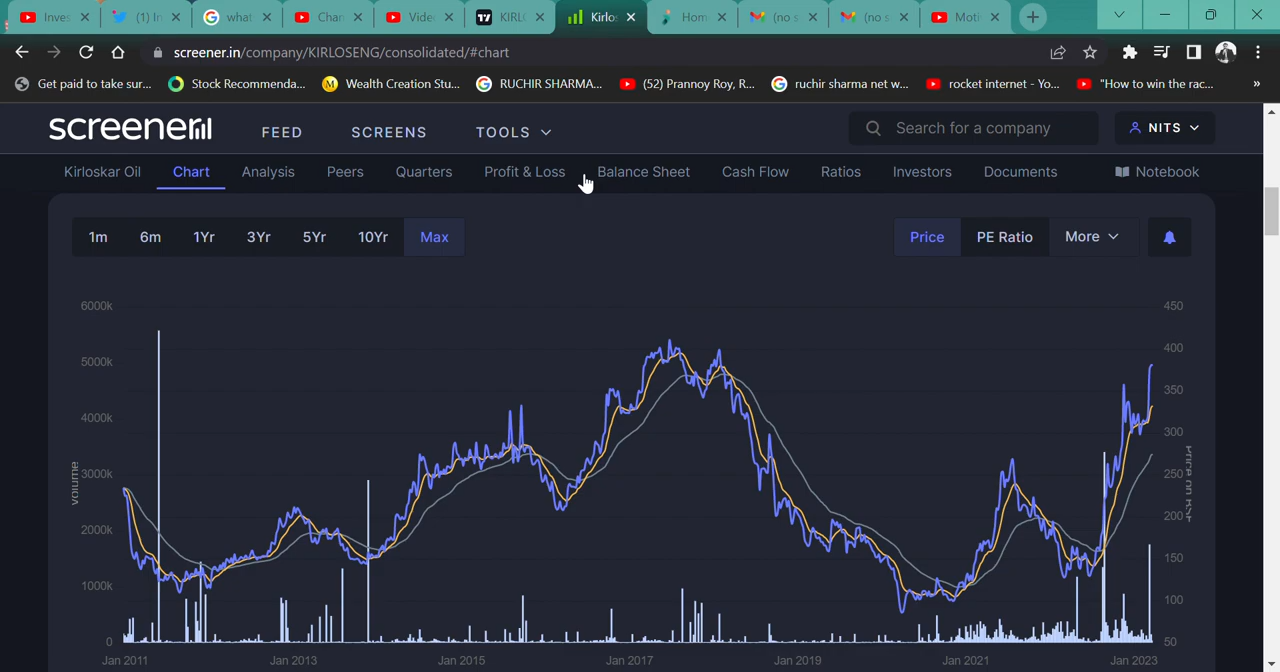 Inves
(1) In
what
Chan
Vide
KIRL
Kirlos
Hom
(no s
(no s
Moti
screener.in/company/KIRLOSENG/consolidated/#chart
Get paid to take sur...
Stock Recommenda...
Wealth Creation Stu...
RUCHIR SHARMA...
(52) Prannoy Roy, R...
ruchir sharma net w...
rocket internet - Yo...
"How to win the rac...
»
screener
FEED
SCREENS
TOOLS
Search for a company
NITS
Kirloskar Oil
Chart
Analysis
Peers
Quarters
Profit & Loss
Balance Sheet
Cash Flow
Ratios
Investors
Documents
Notebook
1m
6m
1Yr
3Yr
5Yr
10Yr
Max
Price
PE Ratio
More
6000k
450
5000k
400
350
4000k
300
3000k
250
volume
2000k
200
150
1000k
100
0
50
Jan 2011
Jan 2013
Jan 2015
Jan 2017
Jan 2019
Jan 2021
Jan 2023